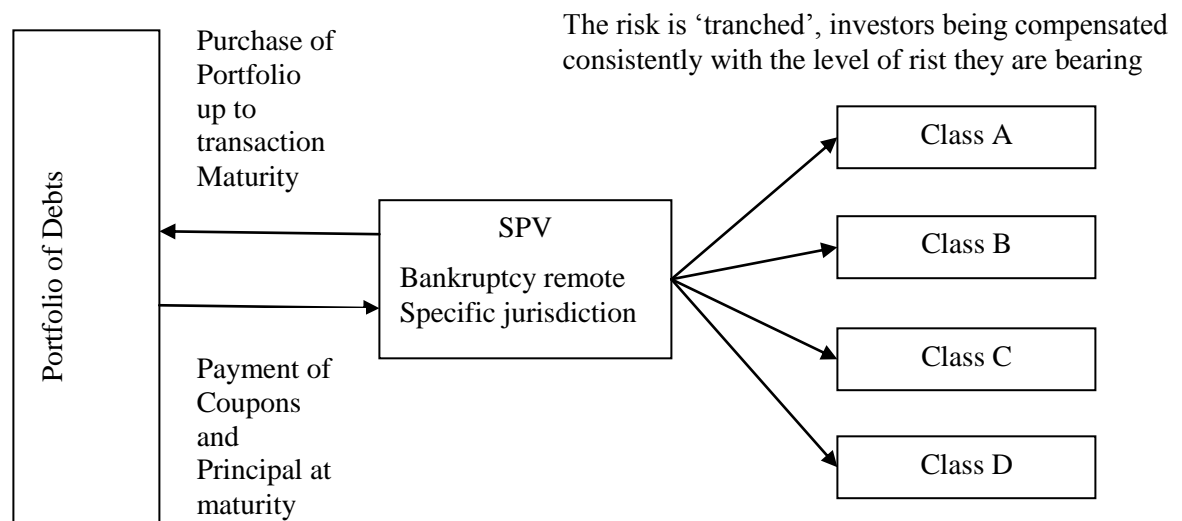 The risk is ‘tranched’, investors being compensated
consistently with the level of rist they are bearing
Portfolio of Debts
Purchase of
Portfolio
up to
transaction
Maturity
Payment of
Coupons
and
Principal at
maturity
SPV
Bankruptcy remote
Specific jurisdiction
Class A
Class B
Class C
Class D